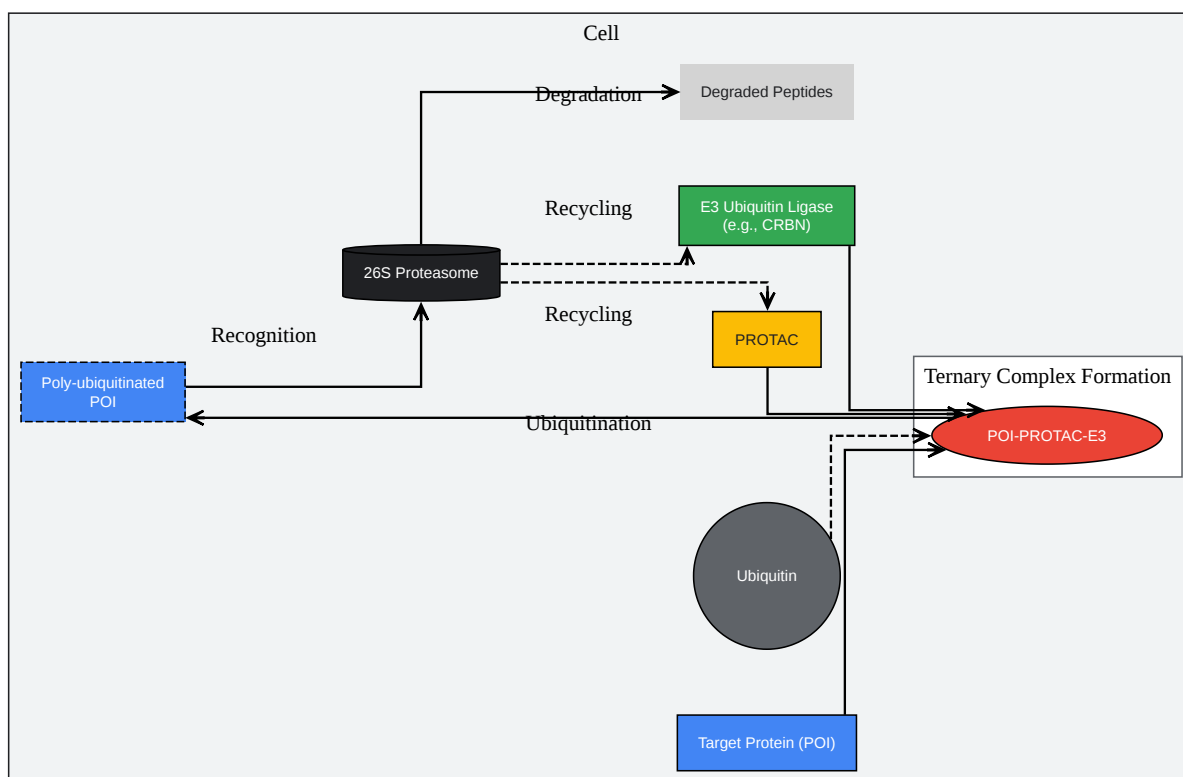 Cell
Degradation
Degraded Peptides
Recycling
E3 Ubiquitin Ligase
(e.g., CRBN)
26S Proteasome
Recycling
Recognition
PROTAC
Poly-ubiquitinated
POI
Ternary Complex Formation
Ubiquitination
POI-PROTAC-E3
Ubiquitin
Target Protein (POI)